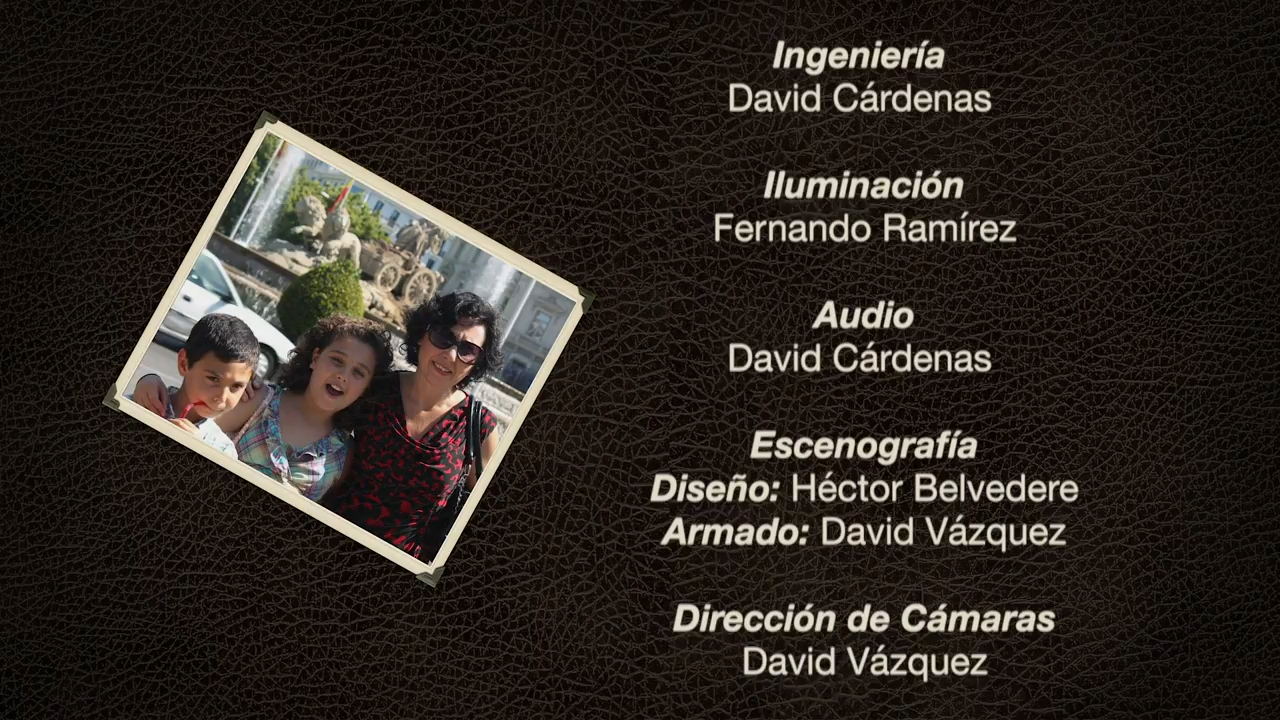 Ingeniería
David Cárdenas
Iluminación
Fernando Ramírez
Audio
David Cárdenas
Escenografía
Diseño: Héctor Belvedere
Armado: David Vázquez
Dirección de Cámaras
David Vázquez